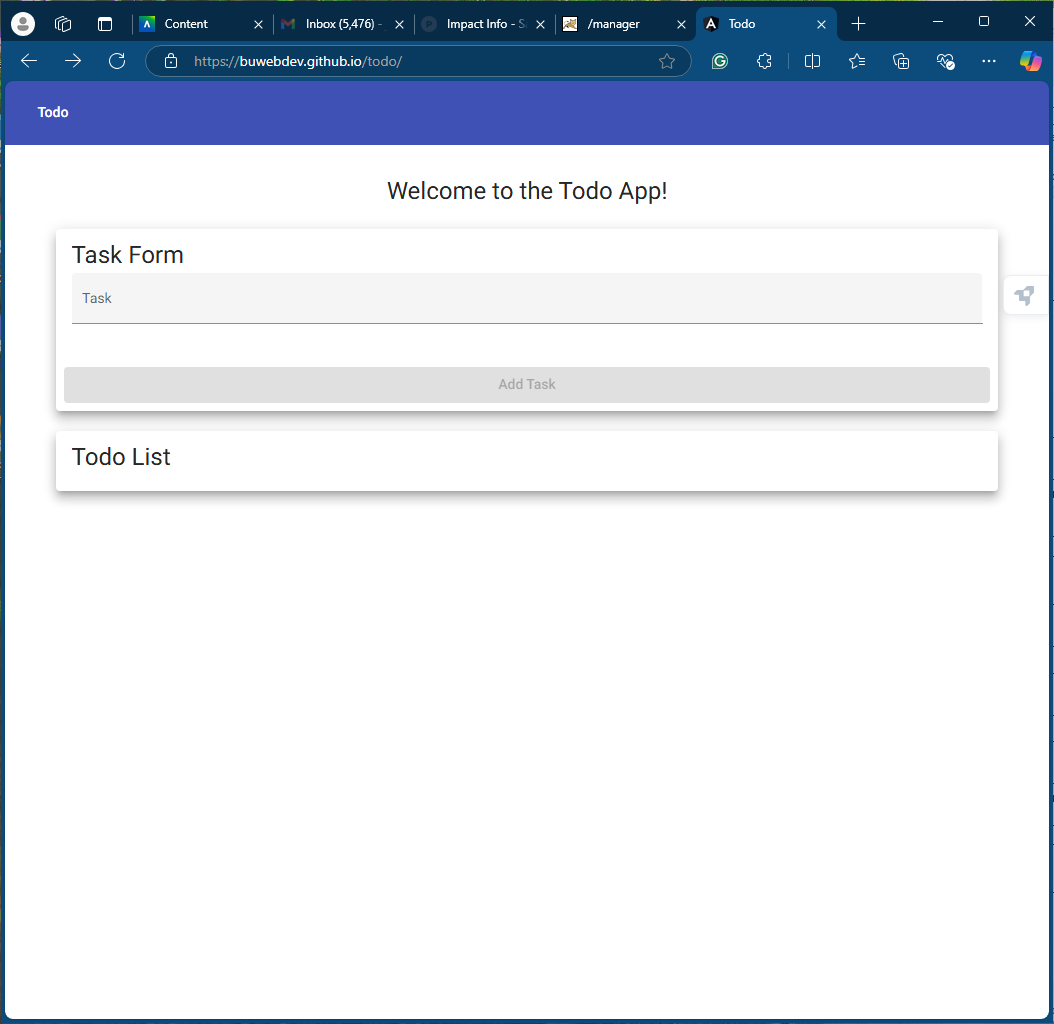 Content
Inbox (5,476) -
Impact Info - S
/manager
Todo
https://buwebdev.github.io/todo/
Todo
Welcome to the Todo App!
Task Form
Task
Add Task
Todo List